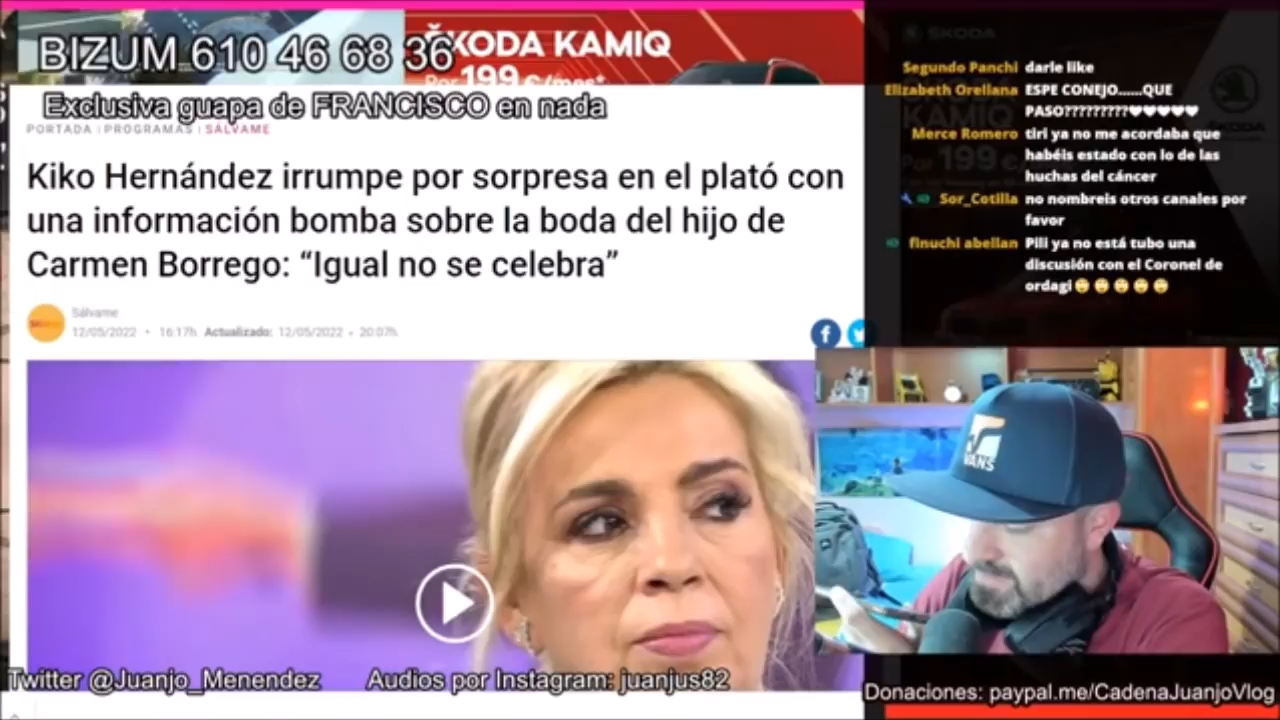 BIZUM 610 46 68 36
ŠKODA KAMIQ
Por 199 €/mes*
Exclusiva guapa de FRANCISCO en nada
PORTADA | PROGRAMAS | SÁLVAME
Kiko Hernández irrumpe por sorpresa en el plató con
una información bomba sobre la boda del hijo de
Carmen Borrego: “Igual no se celebra”
Sálvame
12/05/2022 • 16:17h. Actualizado: 12/05/2022 • 20:07h.
Twitter @Juanjo_Menendez Audios por Instagram: juanjus82
ŠKODA
Segundo Panchi darle like
Elizabeth Orellana ESPE CONEJO......QUE
PASO?????????♥♥♥♥♥
Merce Romero tiri ya no me acordaba que
habéis estado con lo de las
huchas del cáncer
Sor_Cotilla no nombreis otros canales por
favor
finuchi abellan Pili ya no está tubo una
discusión con el Coronel de
ordagi🙄🙄🙄🙄🙄
VANS
Donaciones: paypal.me/CadenaJuanjoVlog